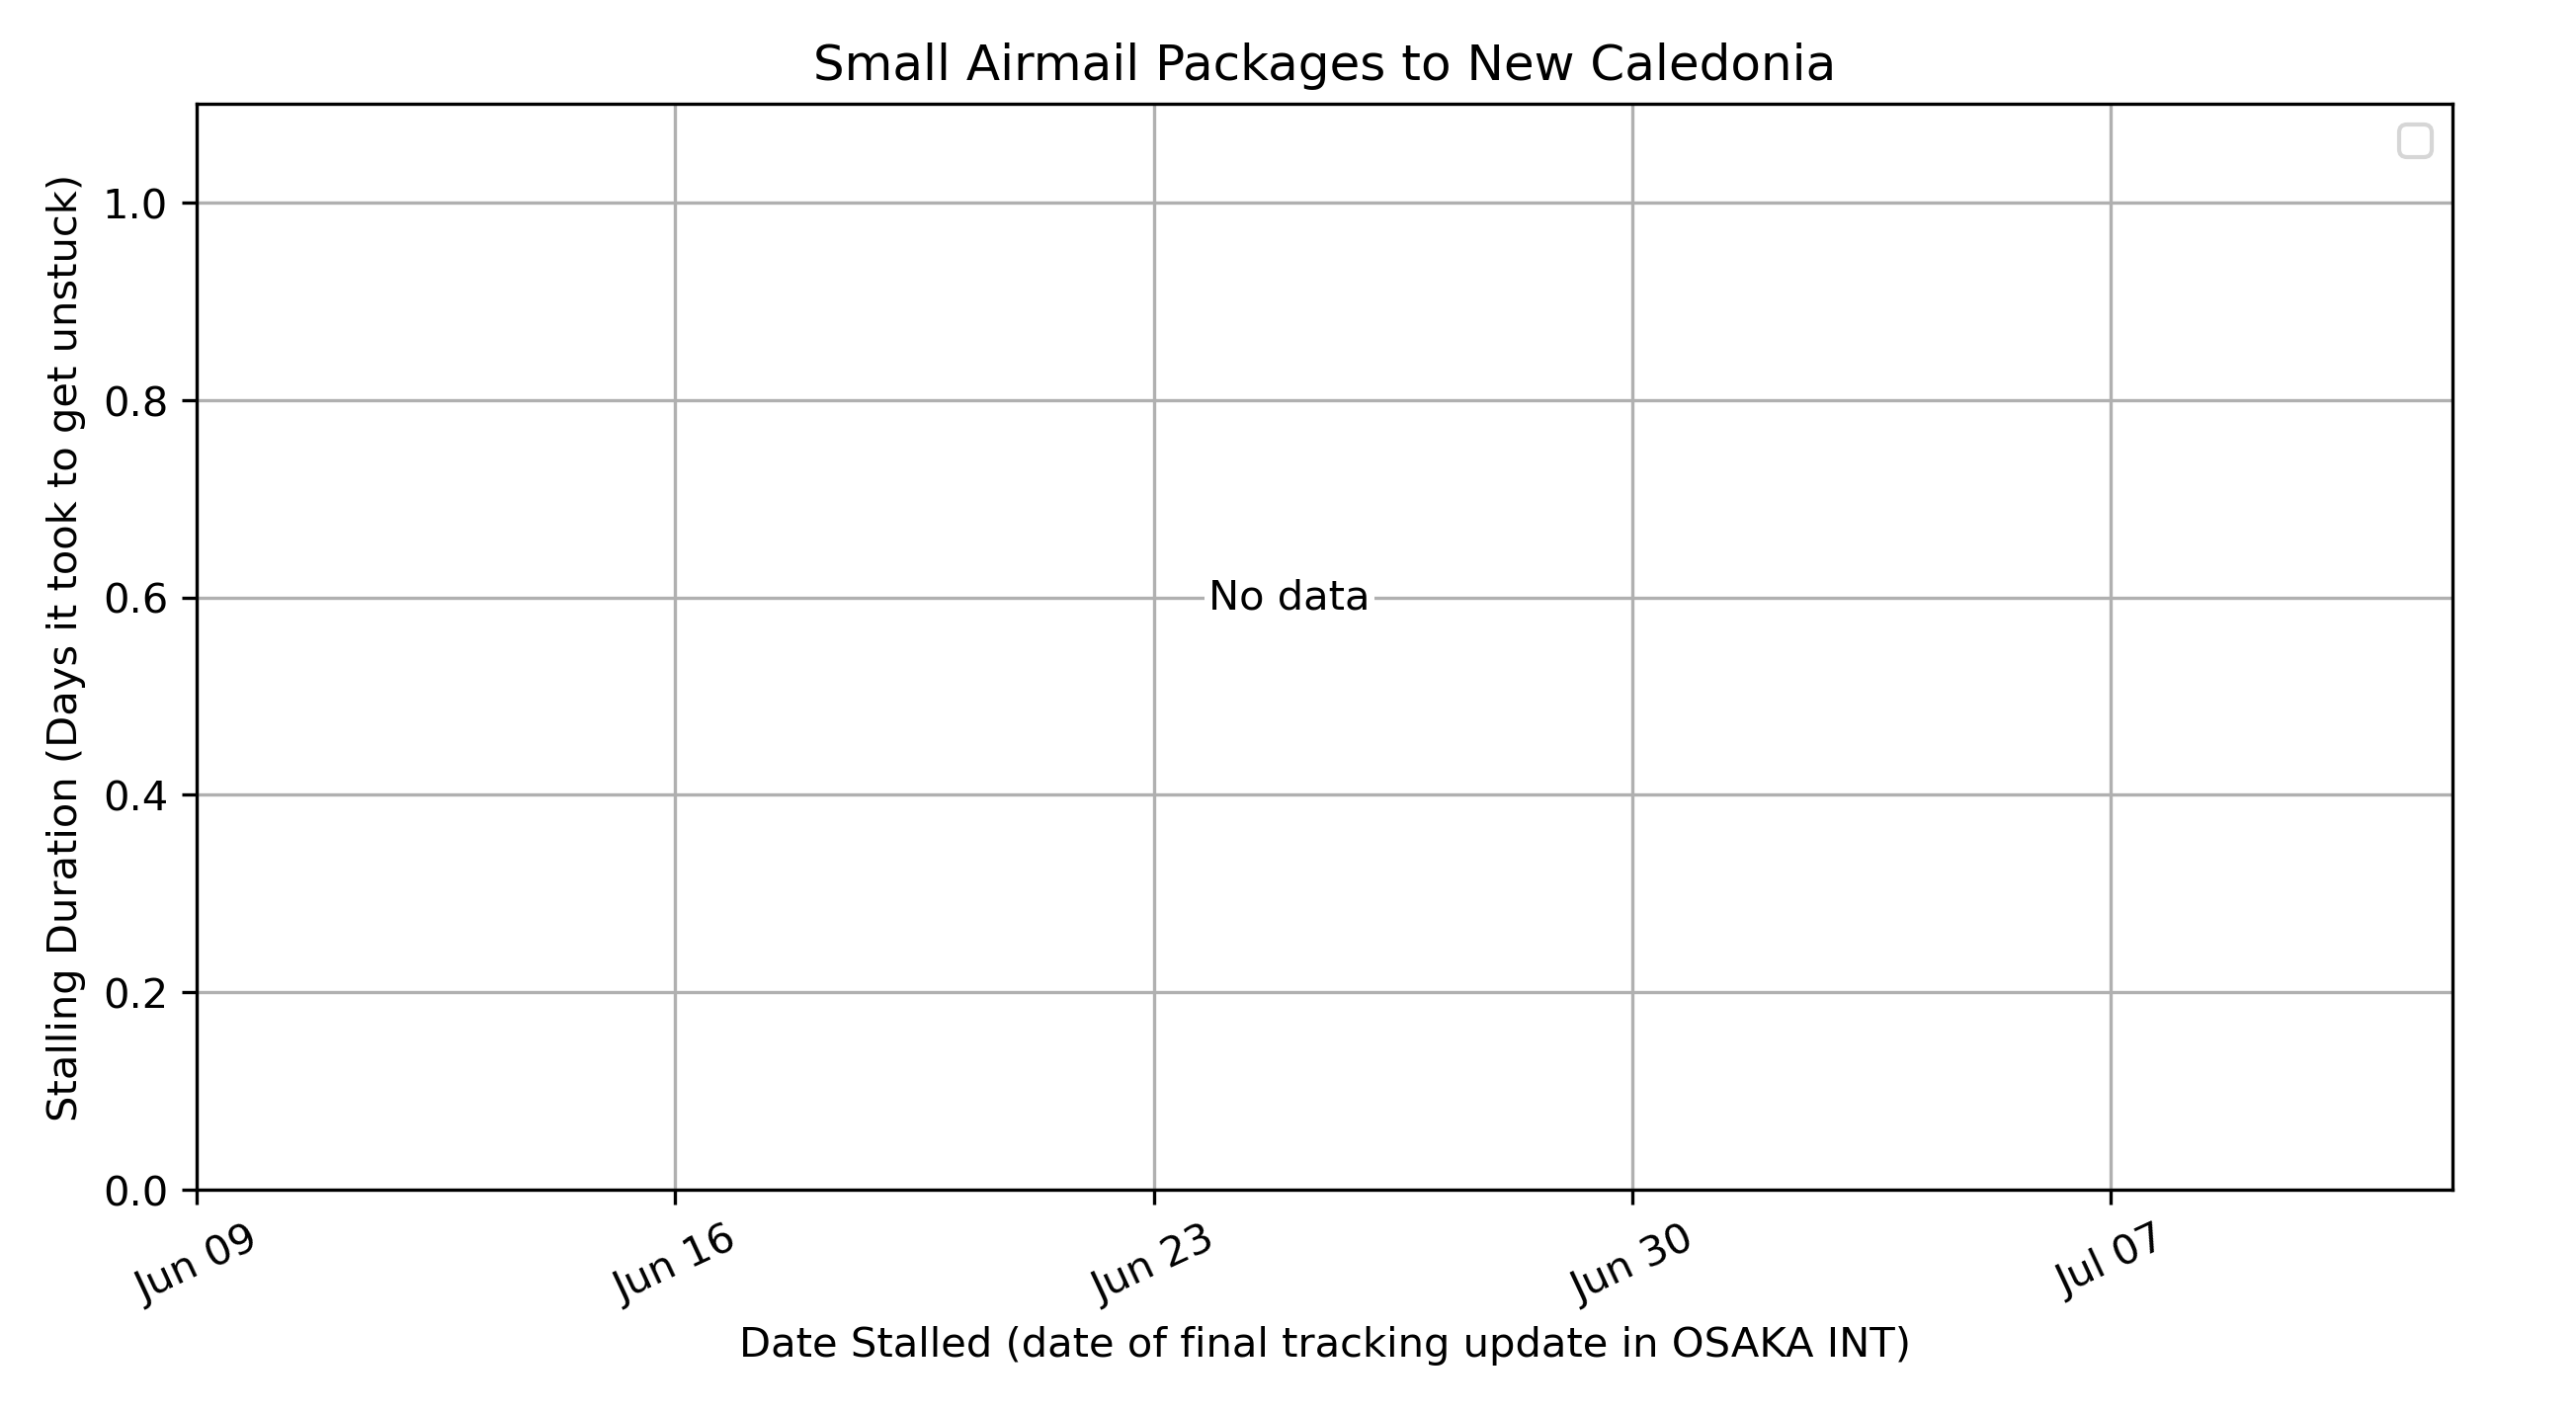 Small Airmail Packages to New Caledonia
Stalling Duration (Days it took to get unstuck)
1.0
0.8
0.6
0.4
0.2
0.0
No data
Jun 09
Jun 16
Jun 23
Jun 30
Jul 07
Date Stalled (date of final tracking update in OSAKA INT)